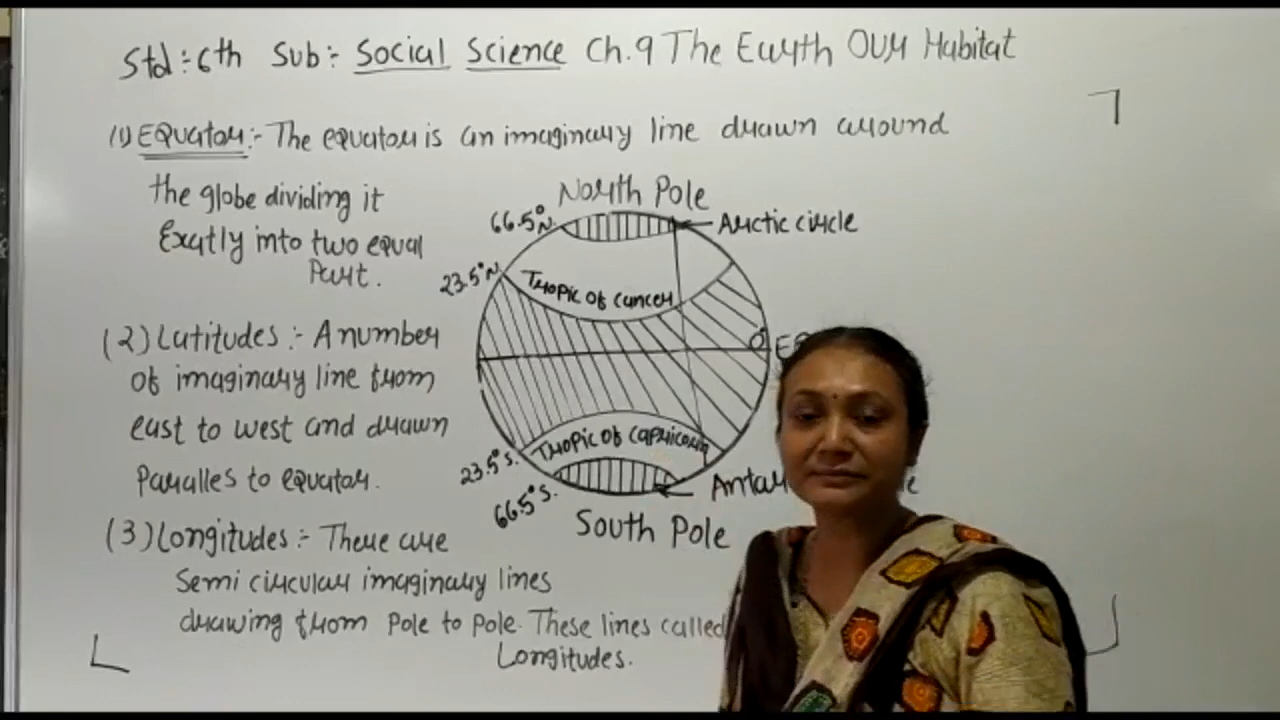 Std:- 6th Sub:- Social Science Ch.9 The Earth Our Habitat
(1) Equator:- The equator is an imaginary line drawn around
the globe dividing it
Exatly into two equal
Part.
North Pole
66.5°N
Arctic circle
23.5°N
Tropic of cancer
0°
(2) Latitudes:- A number
of imaginary line from
east to west and drawn
Paralles to equator.
Tropic of capricorn
23.5°S.
66.5°S.
South Pole
(3) Longitudes:- There are
Semi circular imaginary lines
drawing from Pole to pole. These lines called
Longitudes.